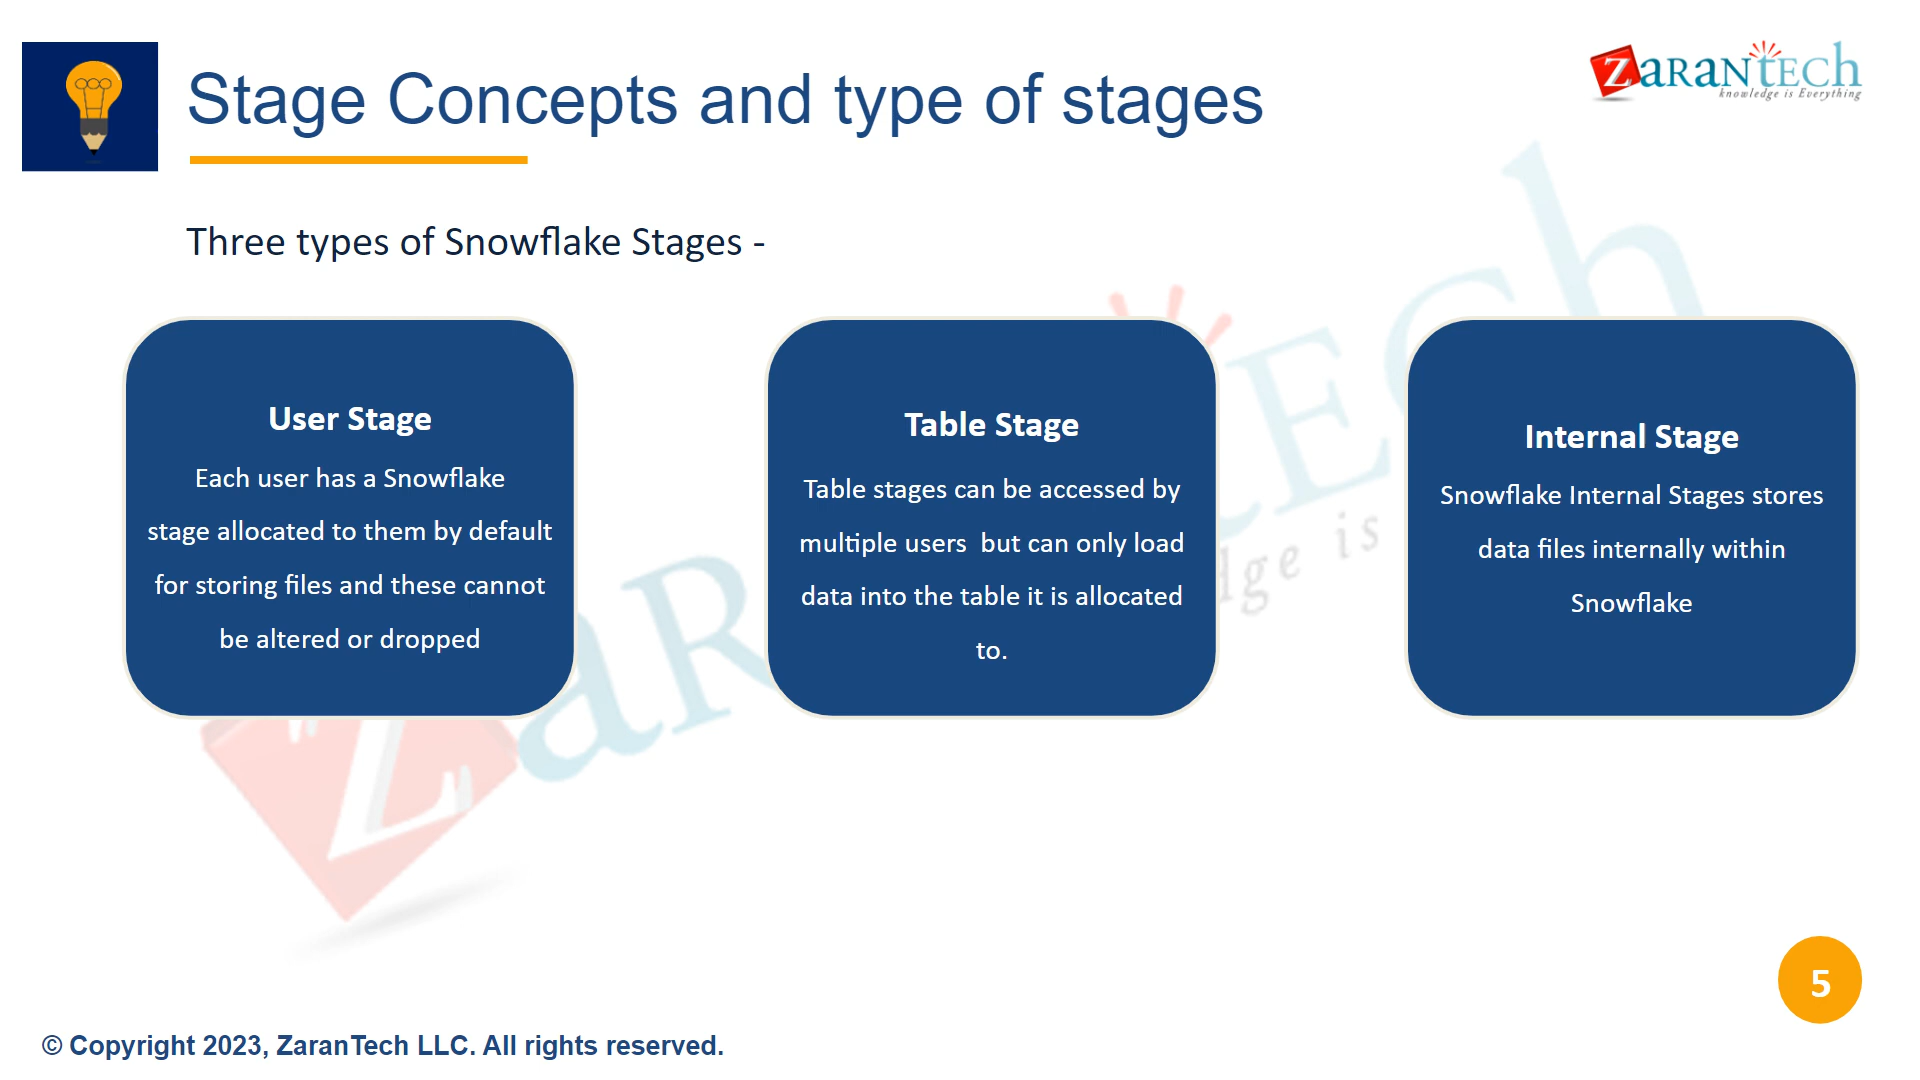 Stage Concepts and type of stages
ZaranTech
knowledge is Everything
Three types of Snowflake Stages -
User Stage
Each user has a Snowflake
stage allocated to them by default
for storing files and these cannot
be altered or dropped
Table Stage
Table stages can be accessed by
multiple users  but can only load
data into the table it is allocated
to.
Internal Stage
Snowflake Internal Stages stores
data files internally within
Snowflake
5
© Copyright 2023, ZaranTech LLC. All rights reserved.